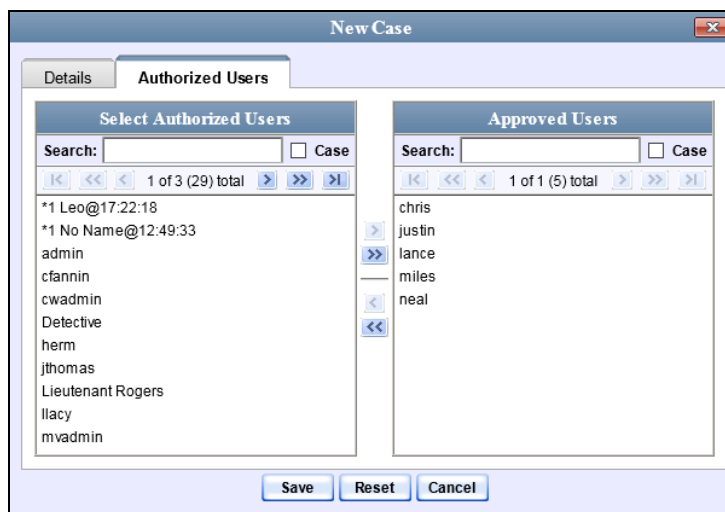 New Case
Details Authorized Users
Select Authorized Users
Search: Case
1 of 3 (29) total
*1 Leo@17:22:18
*1 No Name@12:49:33
admin
cfannin
cwadmin
Detective
herm
jthomas
Lieutenant Rogers
llacy
mvadmin
Approved Users
Search: Case
1 of 1 (5) total
chris
justin
lance
miles
neal
Save Reset Cancel